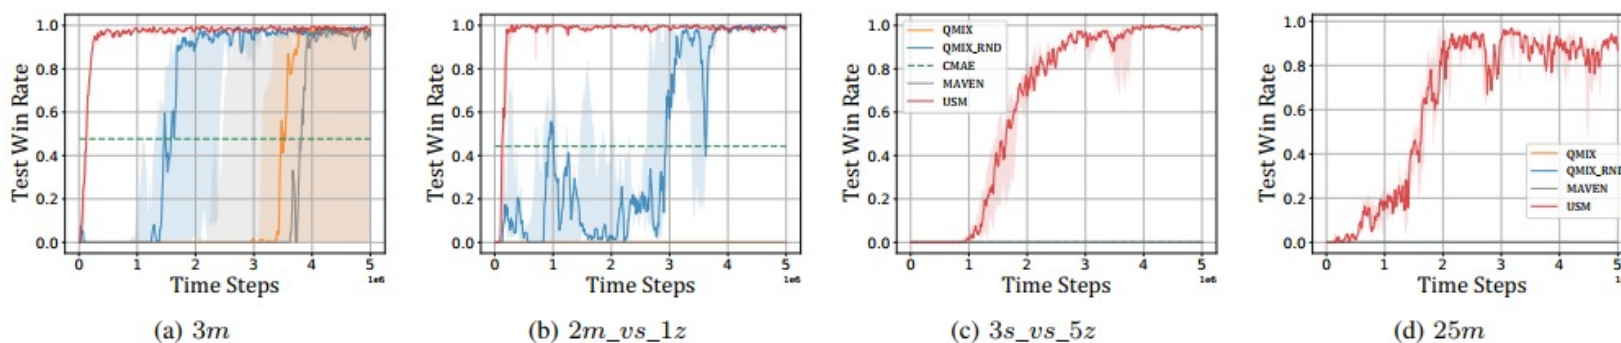 Test Win Rate
1.0
0.8
0.6
0.4
0.2
0.0
0 1 2 3 4 5
1e6
Time Steps
(a) 3m
Test Win Rate
1.0
0.8
0.6
0.4
0.2
0.0
0 1 2 3 4 5
1e6
Time Steps
(b) 2m_vs_1z
Test Win Rate
1.0
0.8
0.6
0.4
0.2
0.0
QMIX
QMIX_RND
CMAE
MAVEN
USM
0 1 2 3 4 5
1e6
Time Steps
(c) 3s_vs_5z
Test Win Rate
1.0
0.8
0.6
0.4
0.2
0.0
QMIX
QMIX_RND
MAVEN
USM
0 1 2 3 4 5
Time Steps
(d) 25m